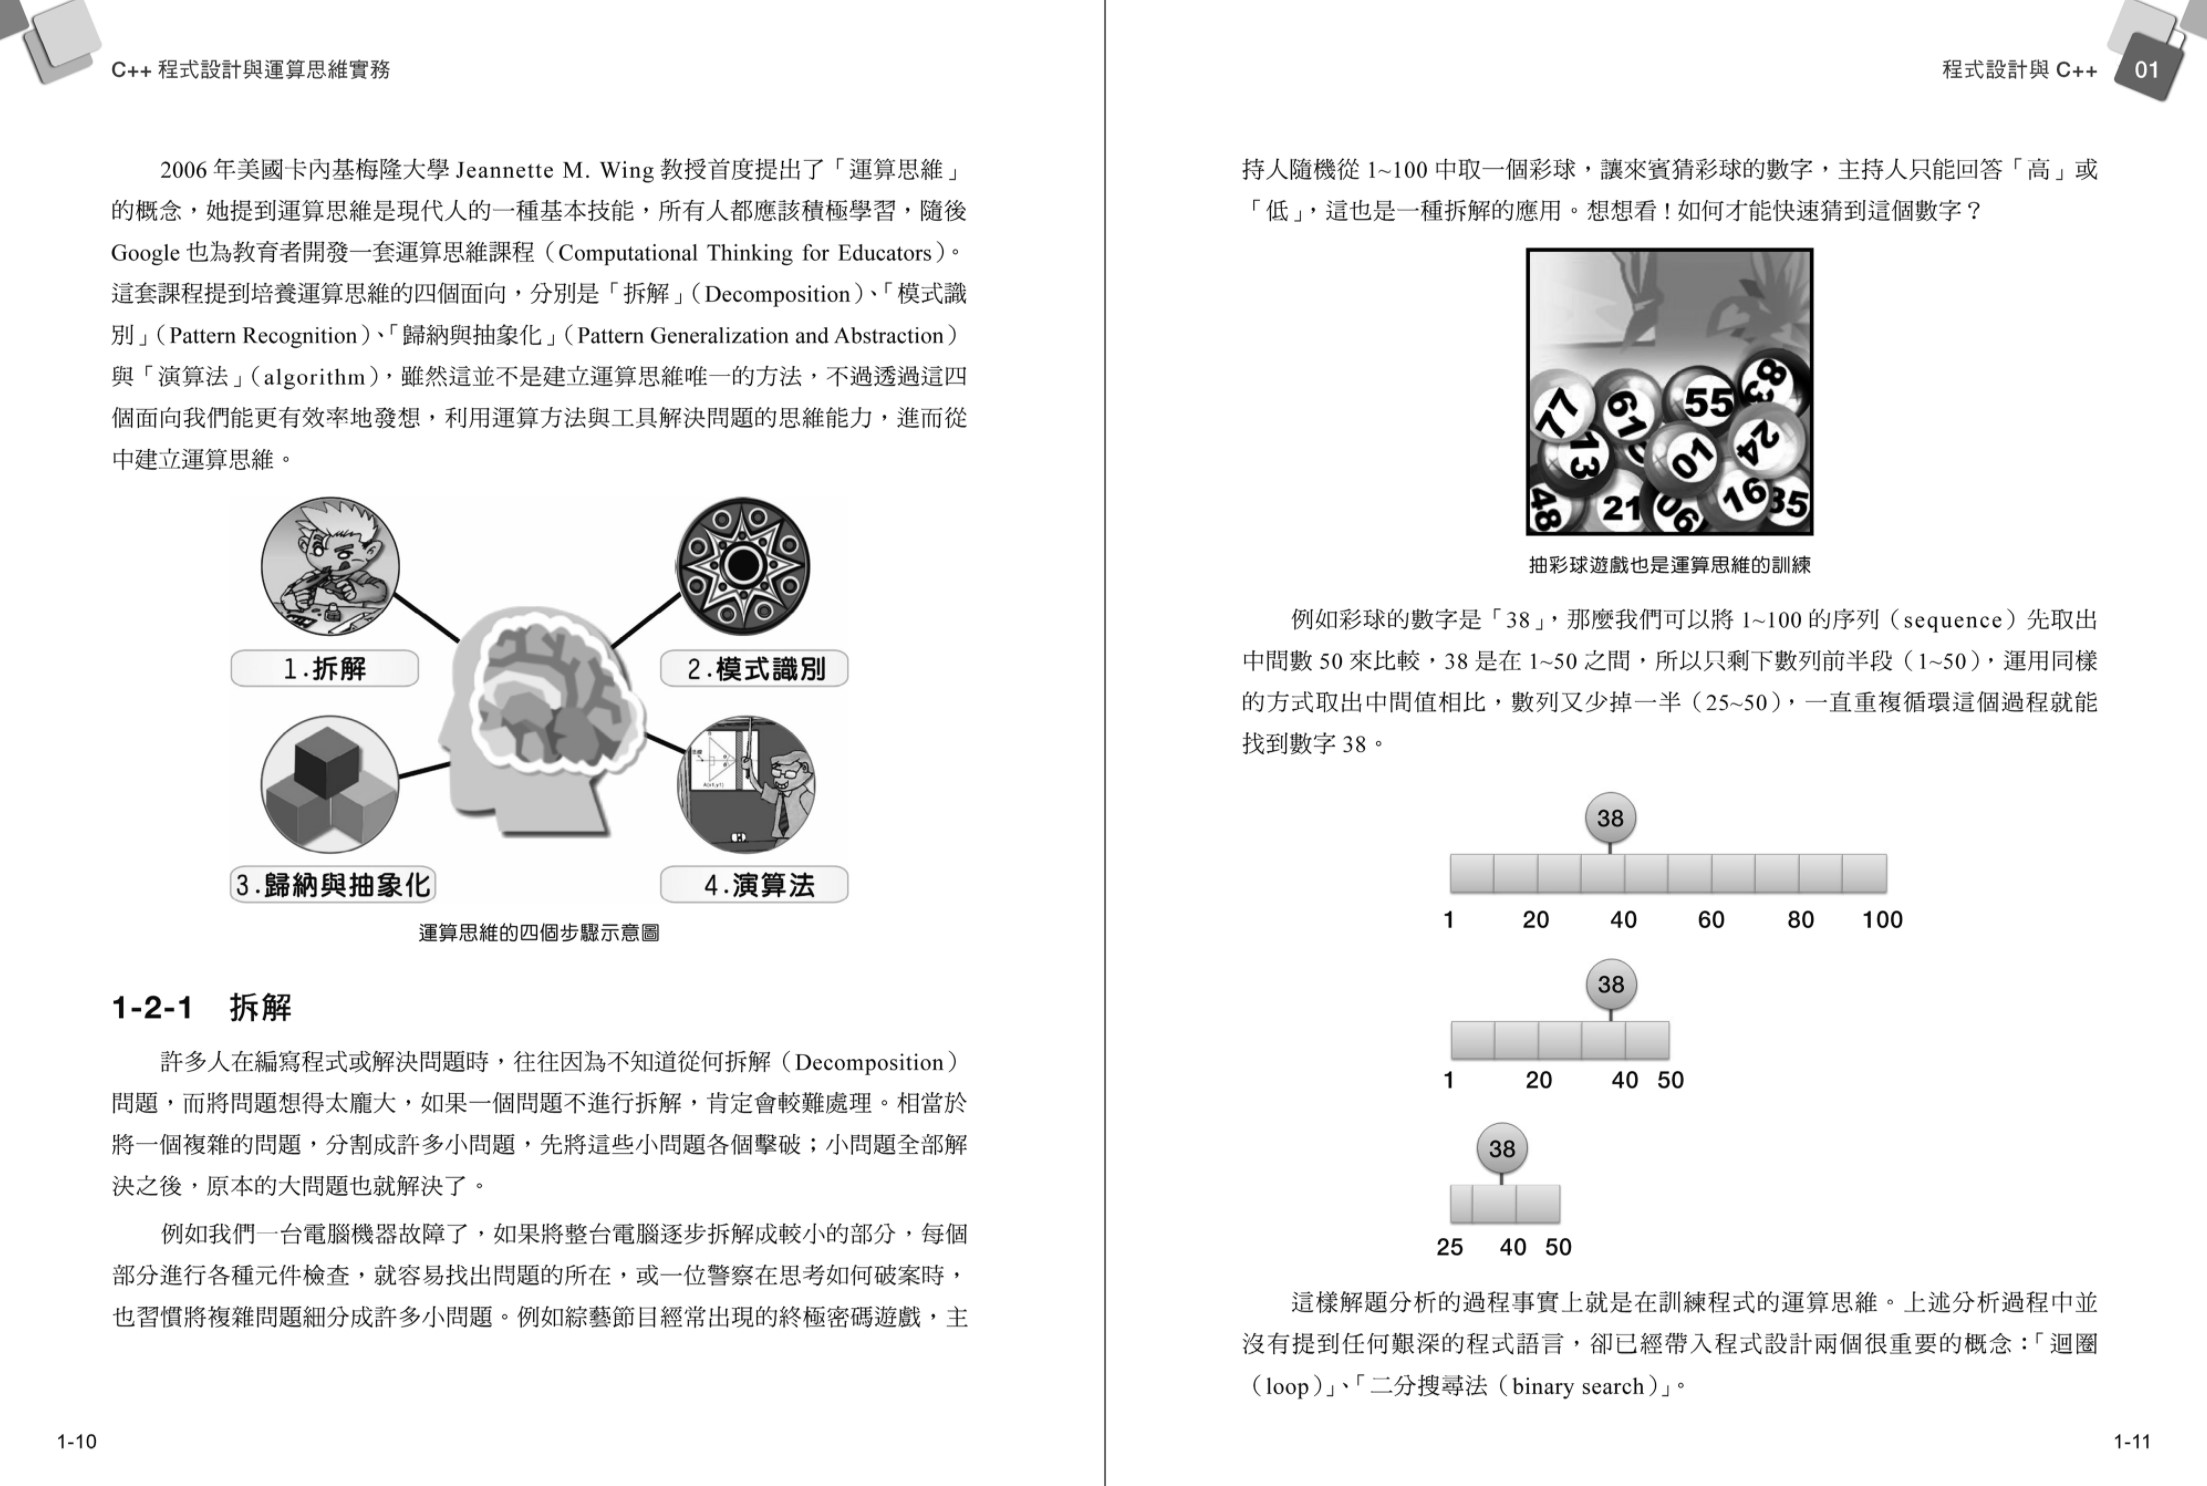 C++ 程式設計與運算思維實務
2006 年美國卡內基梅隆大學 Jeannette M. Wing 教授首度提出了「運算思維」
的概念，她提到運算思維是現代人的一種基本技能，所有人都應該積極學習，隨後
Google 也為教育者開發一套運算思維課程（Computational Thinking for Educators）。
這套課程提到培養運算思維的四個面向，分別是「拆解」（Decomposition）、「模式識
別」（Pattern Recognition）、「歸納與抽象化」（Pattern Generalization and Abstraction）
與「演算法」（algorithm），雖然這並不是建立運算思維唯一的方法，不過透過這四
個面向我們能更有效率地發想，利用運算方法與工具解決問題的思維能力，進而從
中建立運算思維。
1.拆解
2.模式識別
3.歸納與抽象化
4.演算法
運算思維的四個步驟示意圖
1-2-1 拆解
許多人在編寫程式或解決問題時，往往因為不知道從何拆解（Decomposition）
問題，而將問題想得太龐大，如果一個問題不進行拆解，肯定會較難處理。相當於
將一個複雜的問題，分割成許多小問題，先將這些小問題各個擊破；小問題全部解
決之後，原本的大問題也就解決了。
例如我們一台電腦機器故障了，如果將整台電腦逐步拆解成較小的部分，每個
部分進行各種元件檢查，就容易找出問題的所在，或一位警察在思考如何破案時，
也習慣將複雜問題細分成許多小問題。例如綜藝節目經常出現的終極密碼遊戲，主
1-10
程式設計與 C++
01
持人隨機從 1~100 中取一個彩球，讓來賓猜彩球的數字，主持人只能回答「高」或
「低」，這也是一種拆解的應用。想想看！如何才能快速猜到這個數字？
77
61
55
83
13
01
24
48
21
06
16
35
抽彩球遊戲也是運算思維的訓練
例如彩球的數字是「38」，那麼我們可以將 1~100 的序列（sequence）先取出
中間數 50 來比較，38 是在 1~50 之間，所以只剩下數列前半段（1~50），運用同樣
的方式取出中間值相比，數列又少掉一半（25~50），一直重複循環這個過程就能
找到數字 38。
38
1 20 40 60 80 100
38
1 20 40 50
38
25 40 50
這樣解題分析的過程事實上就是在訓練程式的運算思維。上述分析過程中並
沒有提到任何艱深的程式語言，卻已經帶入程式設計兩個很重要的概念：「迴圈
（loop）」、「二分搜尋法（binary search）」。
1-11